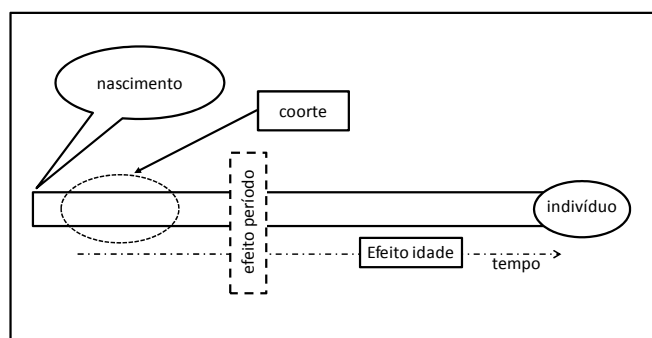 nascimento
coorte
efeito período
indivíduo
Efeito idade
tempo